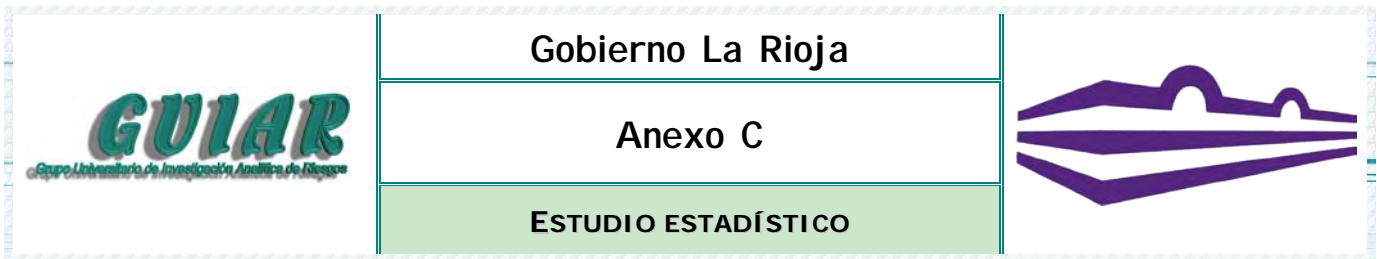 GUIAR
Grupo Universitario de Investigación Analítica de Riesgos
Gobierno La Rioja
Anexo C
ESTUDIO ESTADÍSTICO